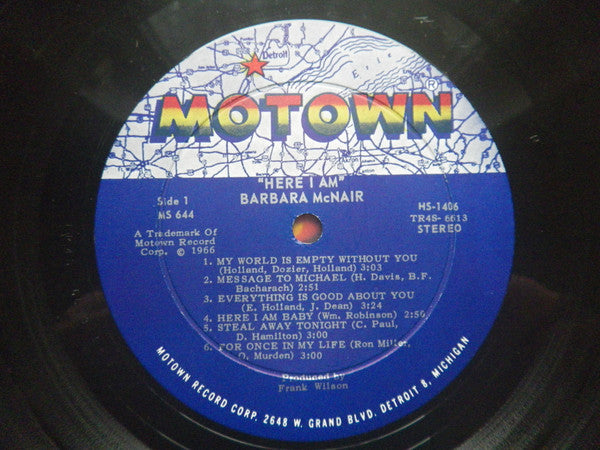 Detroit
Erie
MOTOWN®
"HERE I AM"
BARBARA McNAIR
Side 1
MS 644
HS-1406
TR4S- 6613
STEREO
A Trademark Of
Motown Record
Corp. © 1966
1. MY WORLD IS EMPTY WITHOUT YOU
(Holland, Dozier, Holland) 3:03
2. MESSAGE TO MICHAEL (H. Davis, B.F.
Bacharach) 2:51
3. EVERYTHING IS GOOD ABOUT YOU
(E. Holland, J. Dean) 3:24
4. HERE I AM BABY (Wm. Robinson) 2:50
5. STEAL AWAY TONIGHT (C. Paul,
D. Hamilton) 3:00
6. FOR ONCE IN MY LIFE (Ron Miller,
O. Murden) 3:00
Produced by
Frank Wilson
MOTOWN RECORD CORP. 2648 W. GRAND BLVD. DETROIT 8, MICHIGAN